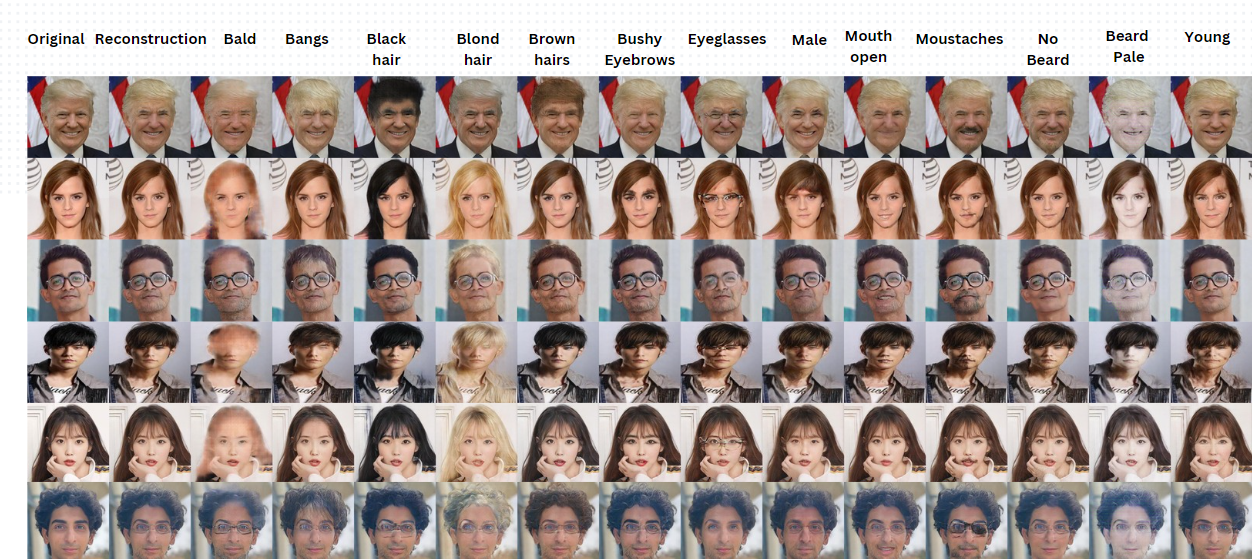 Original Reconstruction Bald Bangs Black hair Blond hair Brown hairs Bushy Eyebrows Eyeglasses Male Mouth open Moustaches No Beard Beard Pale Young